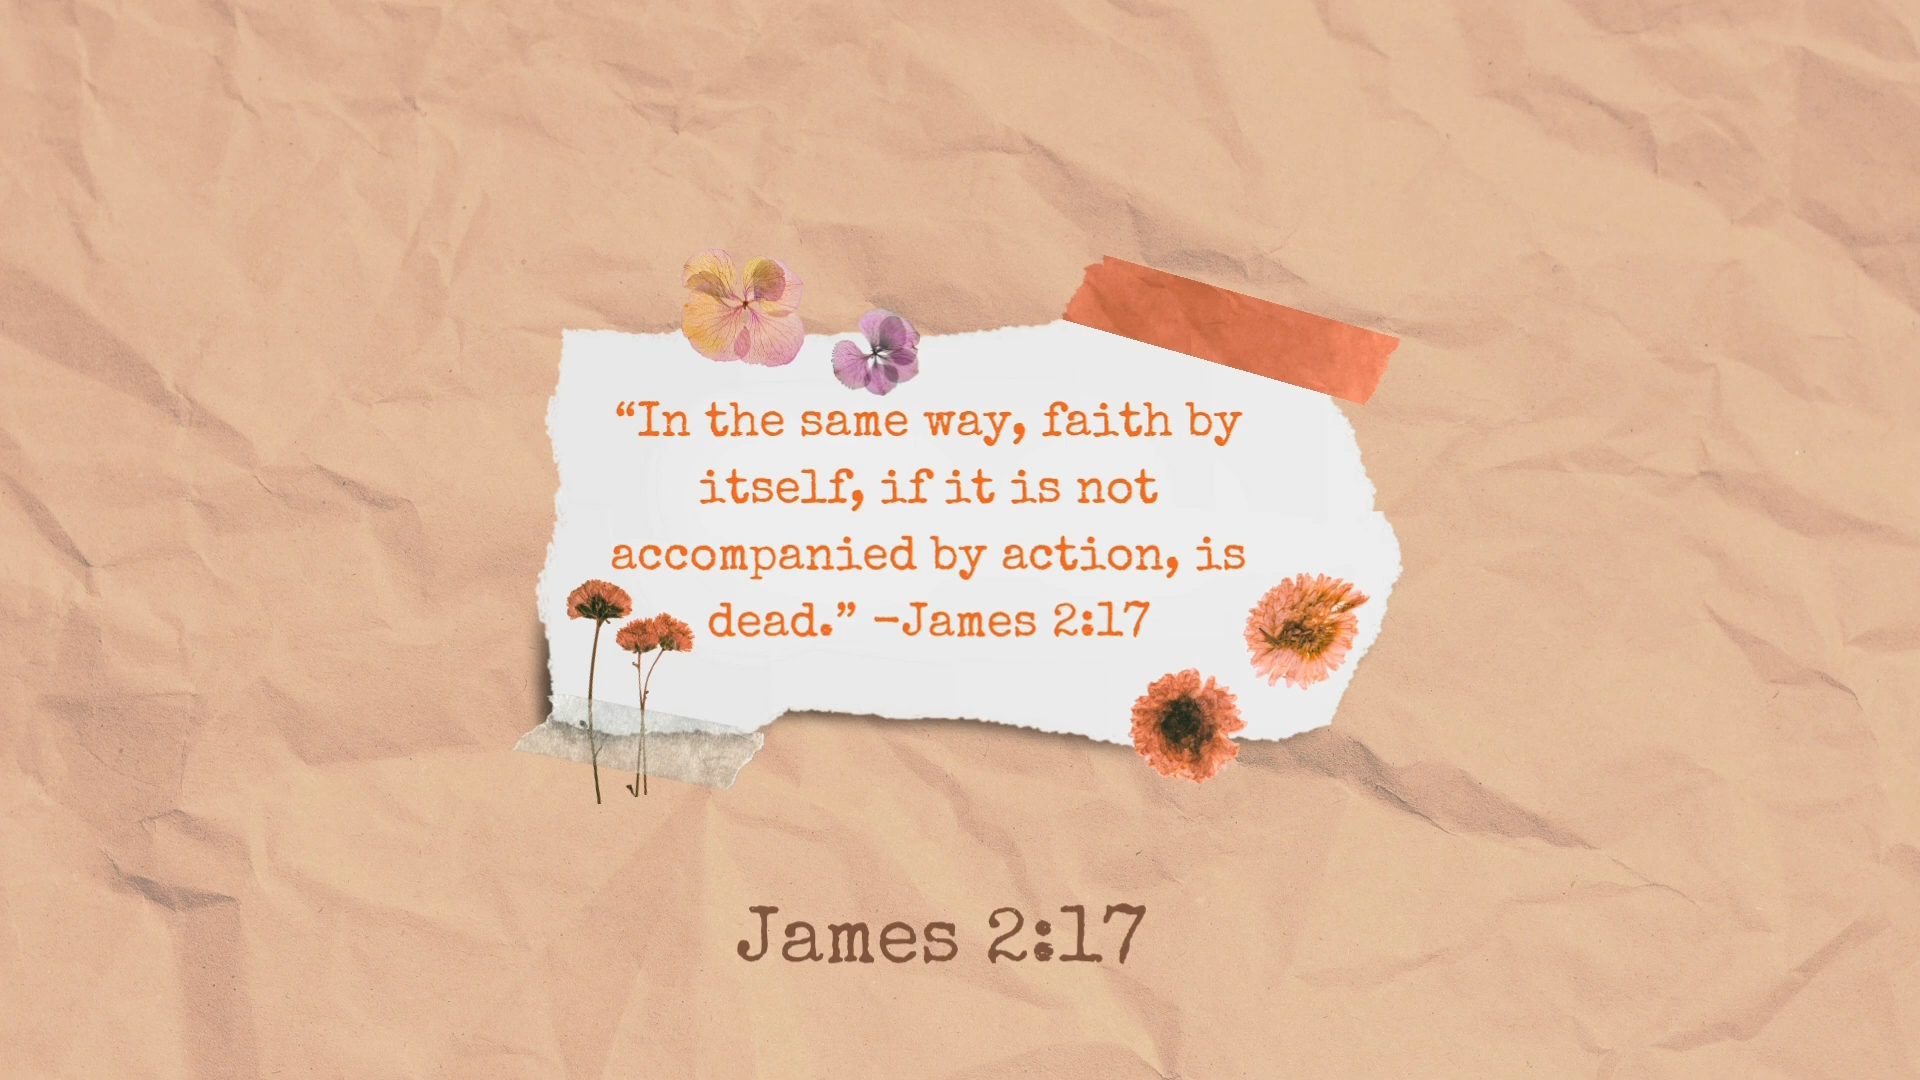 “In the same way, faith by
itself, if it is not
accompanied by action, is
dead.” –James 2:17
James 2:17